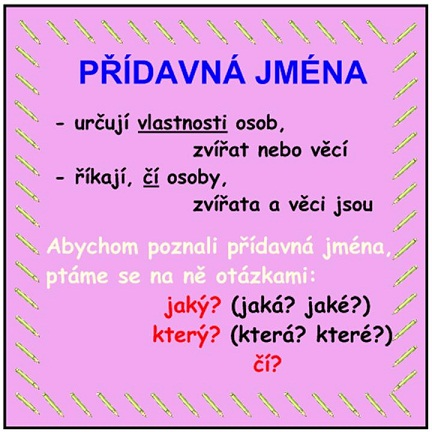 PŘÍDAVNÁ JMÉNA
- určují vlastnosti osob,
zvířat nebo věcí
- říkají, čí osoby,
zvířata a věci jsou
Abychom poznali přídavná jména,
ptáme se na ně otázkami:
jaký? (jaká? jaké?)
který? (která? které?)
čí?